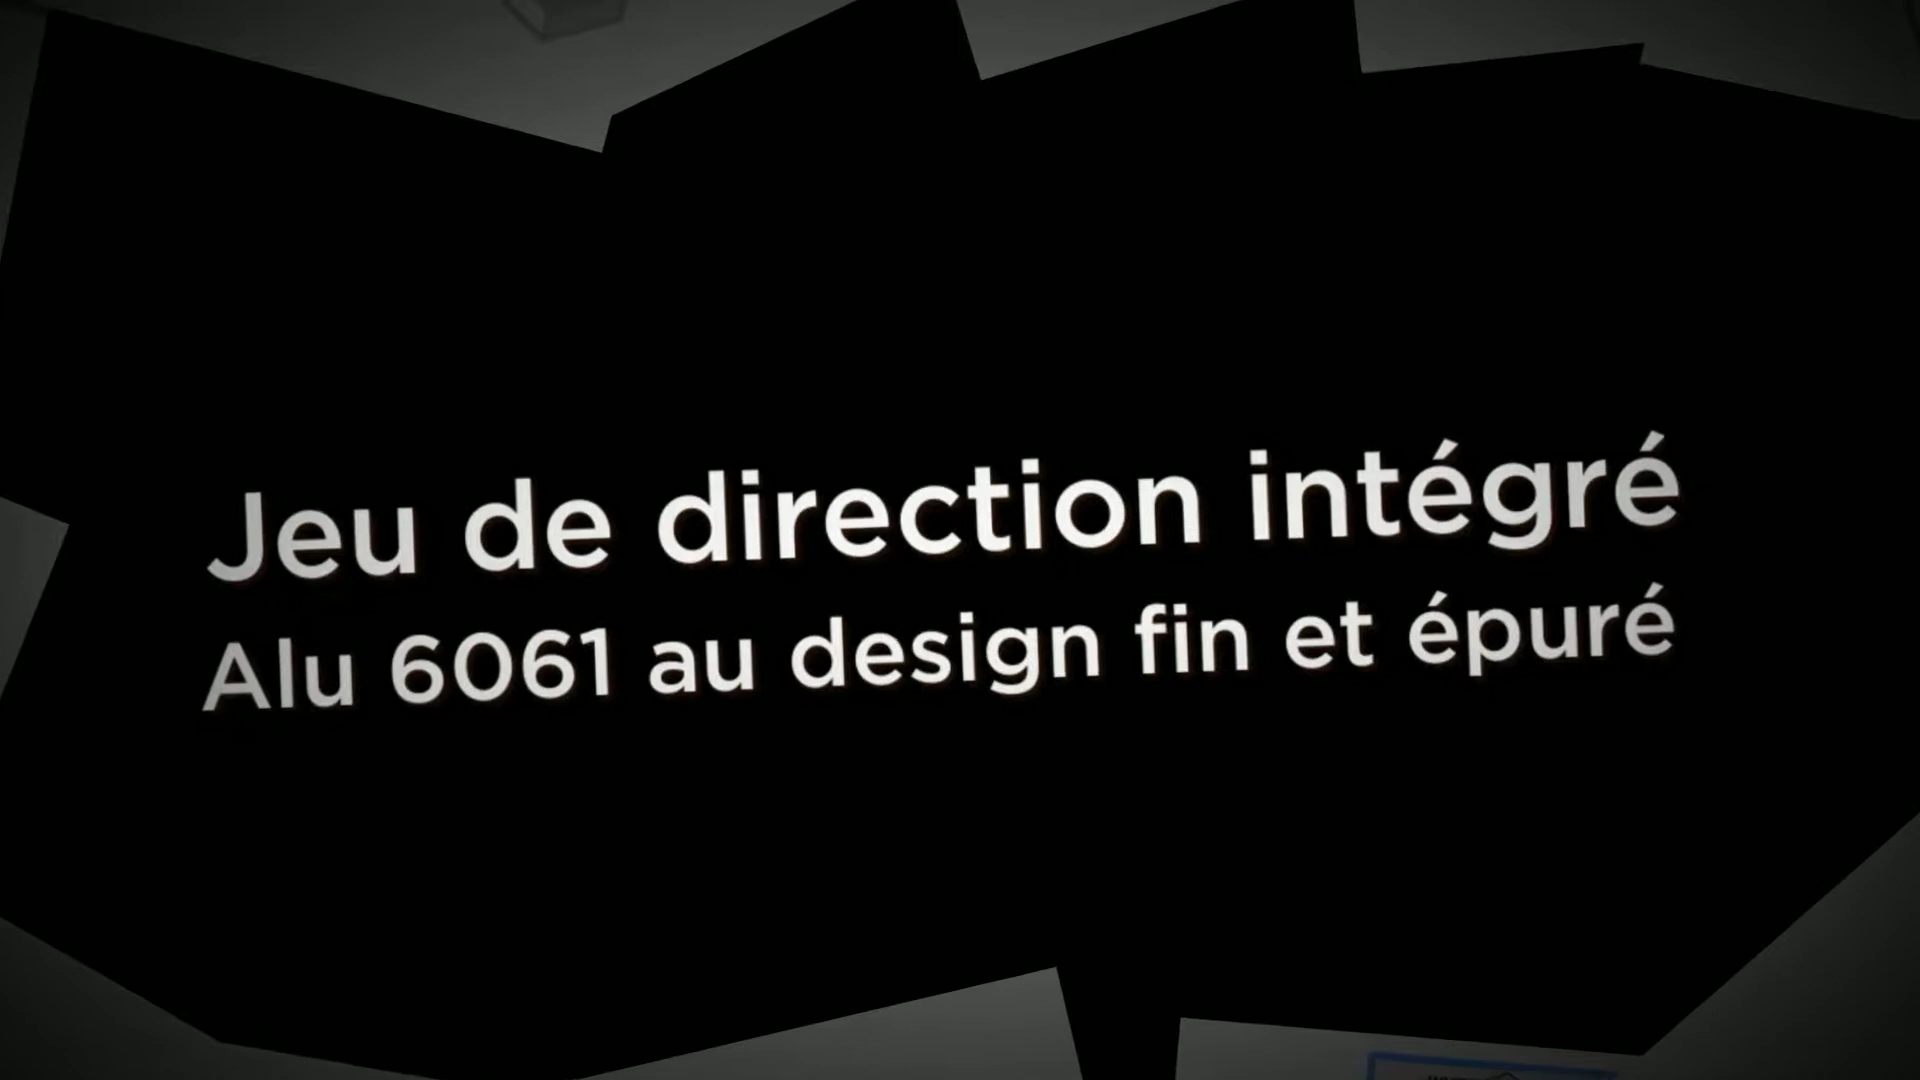 Jeu de direction intégré
Alu 6061 au design fin et épuré